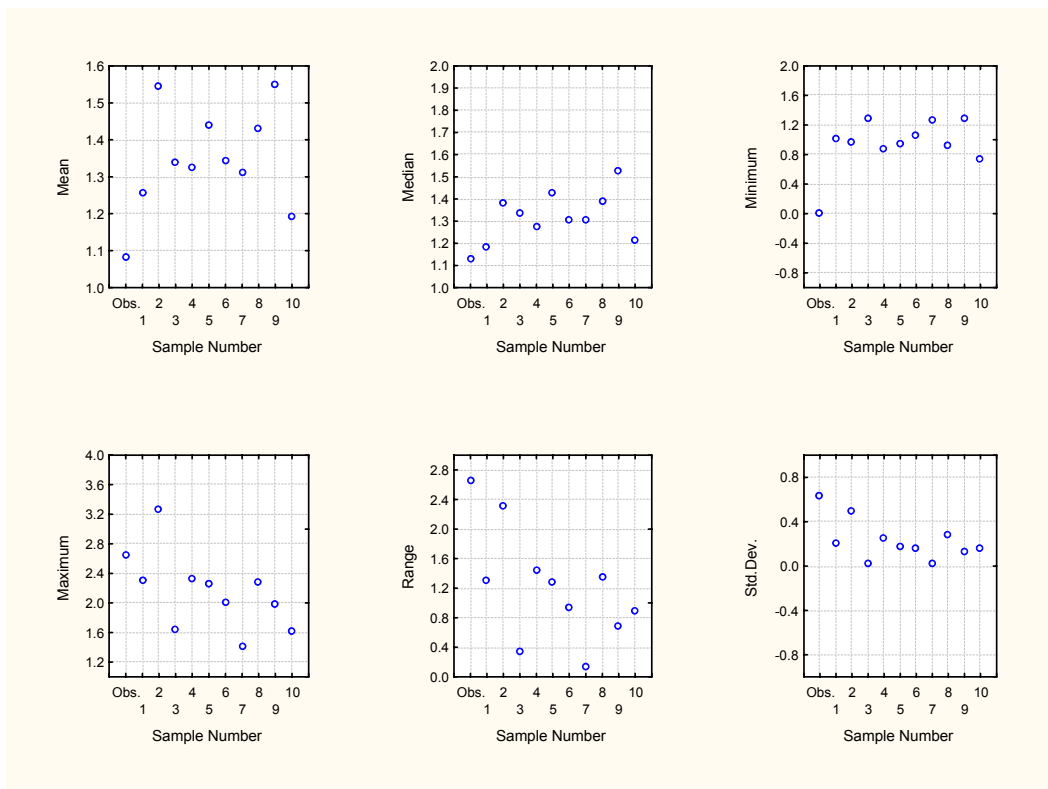 Mean
1.6
1.5
1.4
1.3
1.2
1.1
1.0
Obs. 2 4 6 8 10
1 3 5 7 9
Sample Number
Median
2.0
1.9
1.8
1.7
1.6
1.5
1.4
1.3
1.2
1.1
1.0
Obs. 2 4 6 8 10
1 3 5 7 9
Sample Number
Minimum
2.0
1.6
1.2
0.8
0.4
0.0
-0.4
-0.8
Obs. 2 4 6 8 10
1 3 5 7 9
Sample Number
Maximum
4.0
3.6
3.2
2.8
2.4
2.0
1.6
1.2
Obs. 2 4 6 8 10
1 3 5 7 9
Sample Number
Range
2.8
2.4
2.0
1.6
1.2
0.8
0.4
0.0
Obs. 2 4 6 8 10
1 3 5 7 9
Sample Number
Std.Dev.
0.8
0.4
0.0
-0.4
-0.8
Obs. 2 4 6 8 10
1 3 5 7 9
Sample Number